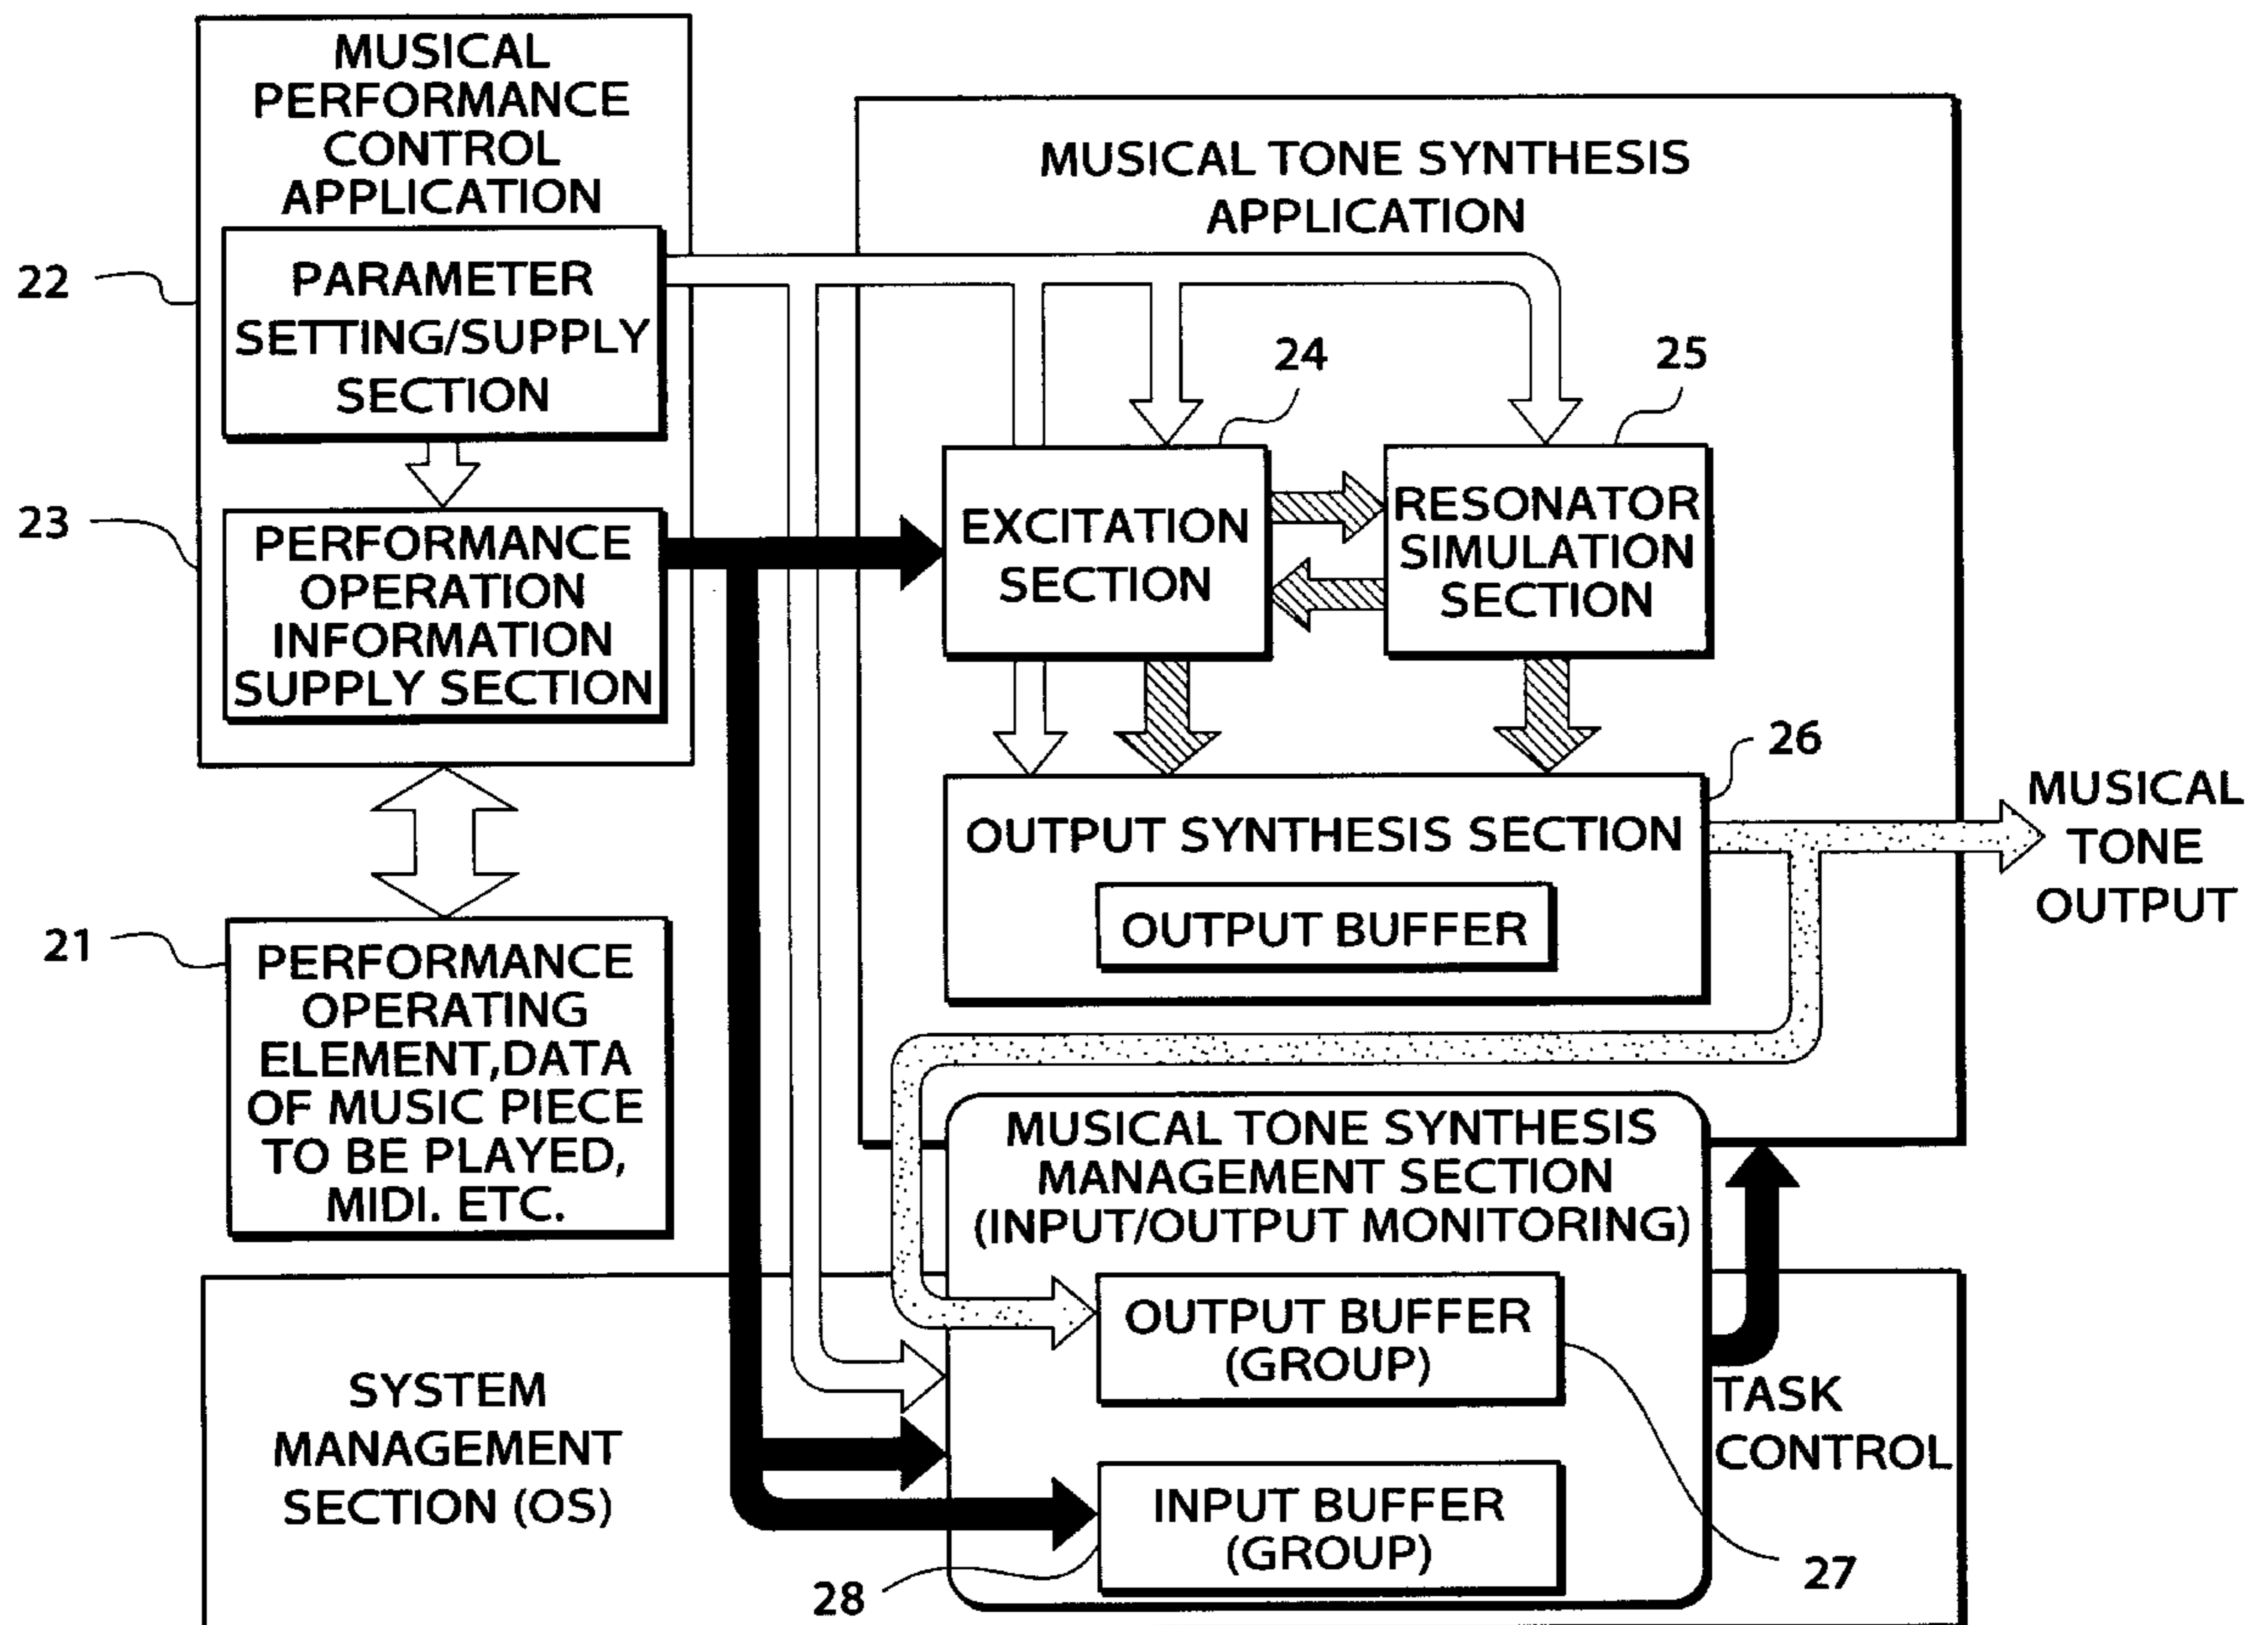 MUSICAL
PERFORMANCE
CONTROL
APPLICATION
22
PARAMETER
SETTING/SUPPLY
SECTION
23
PERFORMANCE
OPERATION
INFORMATION
SUPPLY SECTION
21
PERFORMANCE
OPERATING
ELEMENT,DATA
OF MUSIC PIECE
TO BE PLAYED,
MIDI. ETC.
MUSICAL TONE SYNTHESIS
APPLICATION
24
EXCITATION
SECTION
25
RESONATOR
SIMULATION
SECTION
26
OUTPUT SYNTHESIS SECTION
OUTPUT BUFFER
MUSICAL
TONE
OUTPUT
MUSICAL TONE SYNTHESIS
MANAGEMENT SECTION
(INPUT/OUTPUT MONITORING)
OUTPUT BUFFER
(GROUP)
27
INPUT BUFFER
(GROUP)
28
TASK
CONTROL
SYSTEM
MANAGEMENT
SECTION (OS)